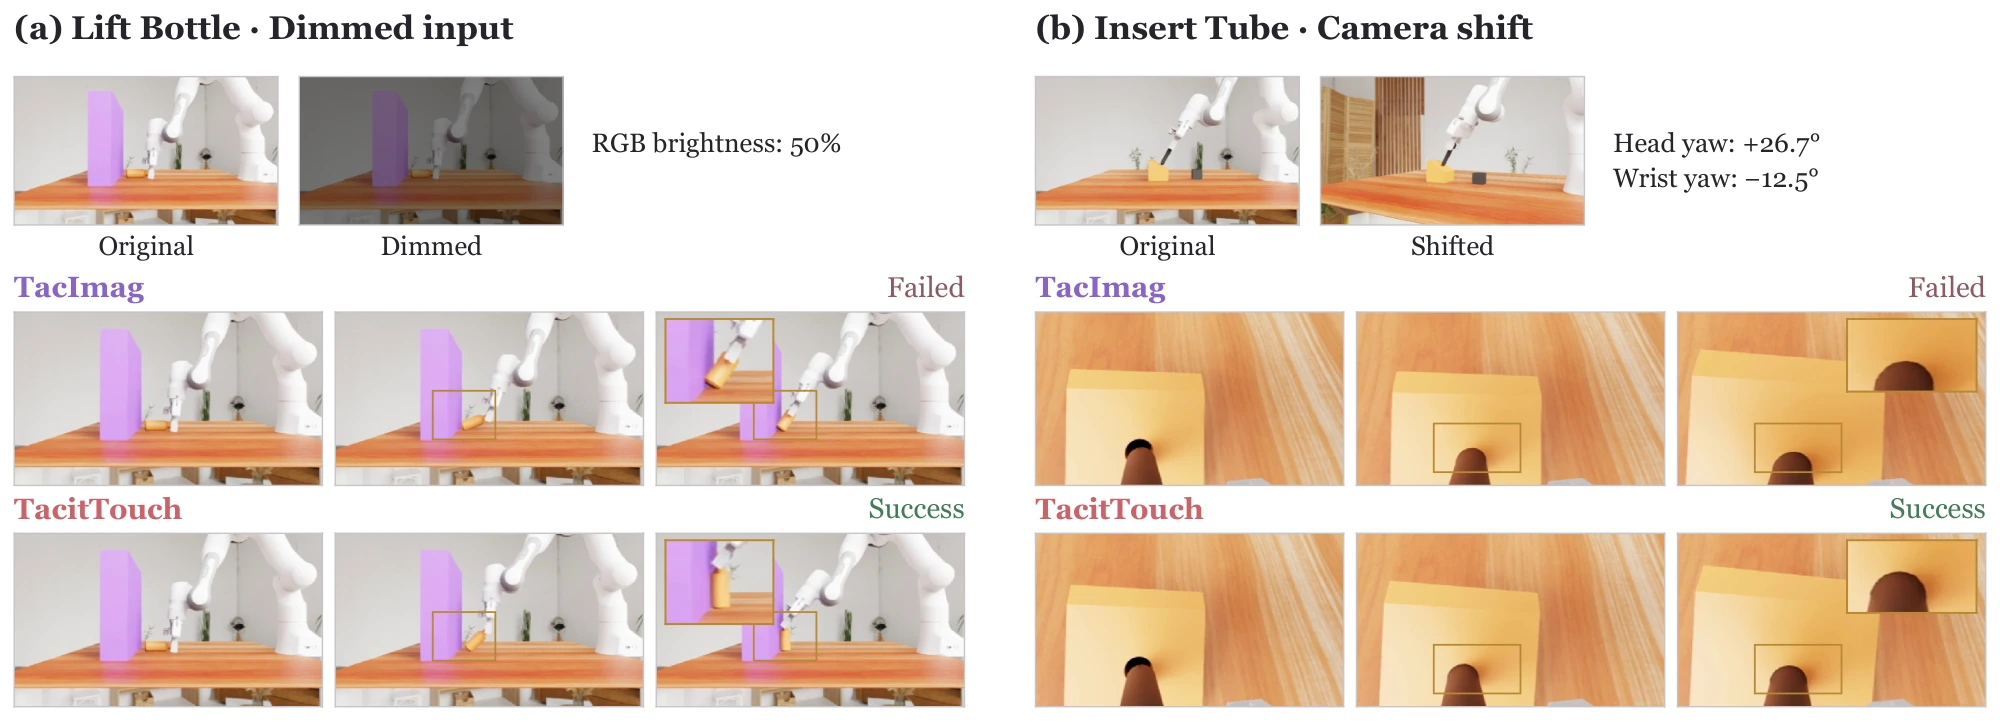 (a) Lift Bottle · Dimmed input
RGB brightness: 50%
Original
Dimmed
TacImag
Failed
TacitTouch
Success
(b) Insert Tube · Camera shift
Head yaw: +26.7°
Wrist yaw: −12.5°
Original
Shifted
TacImag
Failed
TacitTouch
Success